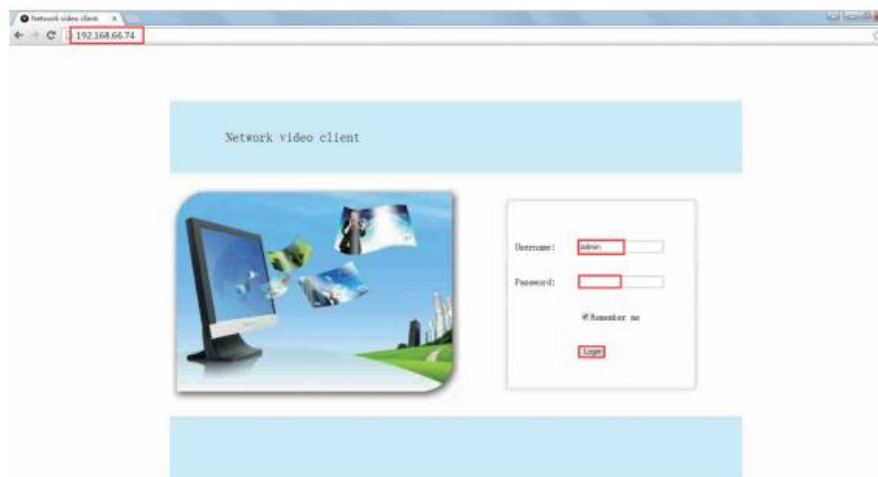 Network video client x
192.168.66.74
Network video client
Username: admin
Password:
Remember me
Login